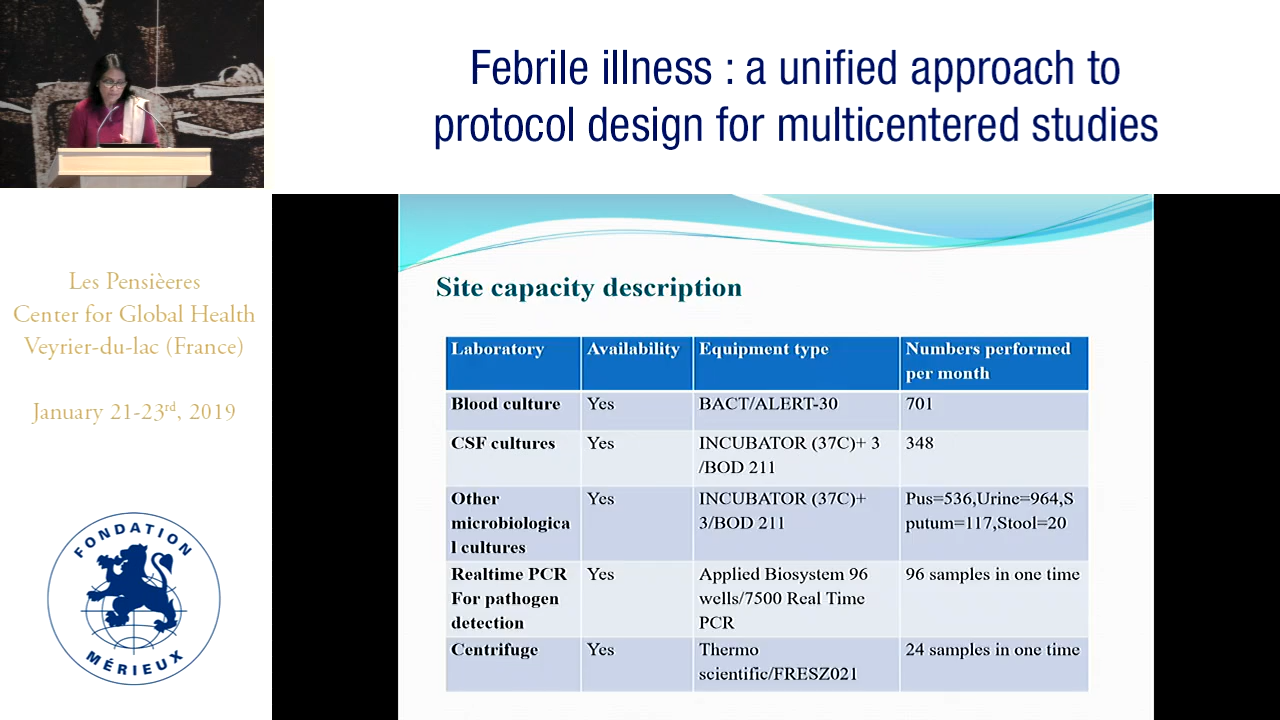 Febrile illness : a unified approach to
protocol design for multicentered studies
Les Pensièeres
Center for Global Health
Veyrier-du-lac (France)
January 21-23rd, 2019
FONDATION
MÉRIEUX
Site capacity description
Laboratory Availability Equipment type Numbers performed
per month
Blood culture Yes BACT/ALERT-30 701
CSF cultures Yes INCUBATOR (37C)+ 3 348
/BOD 211
Other Yes INCUBATOR (37C)+ Pus=536,Urine=964,S
microbiologica 3/BOD 211 putum=117,Stool=20
l cultures
Realtime PCR Yes Applied Biosystem 96 96 samples in one time
For pathogen wells/7500 Real Time
detection PCR
Centrifuge Yes Thermo 24 samples in one time
scientific/FRESZ021